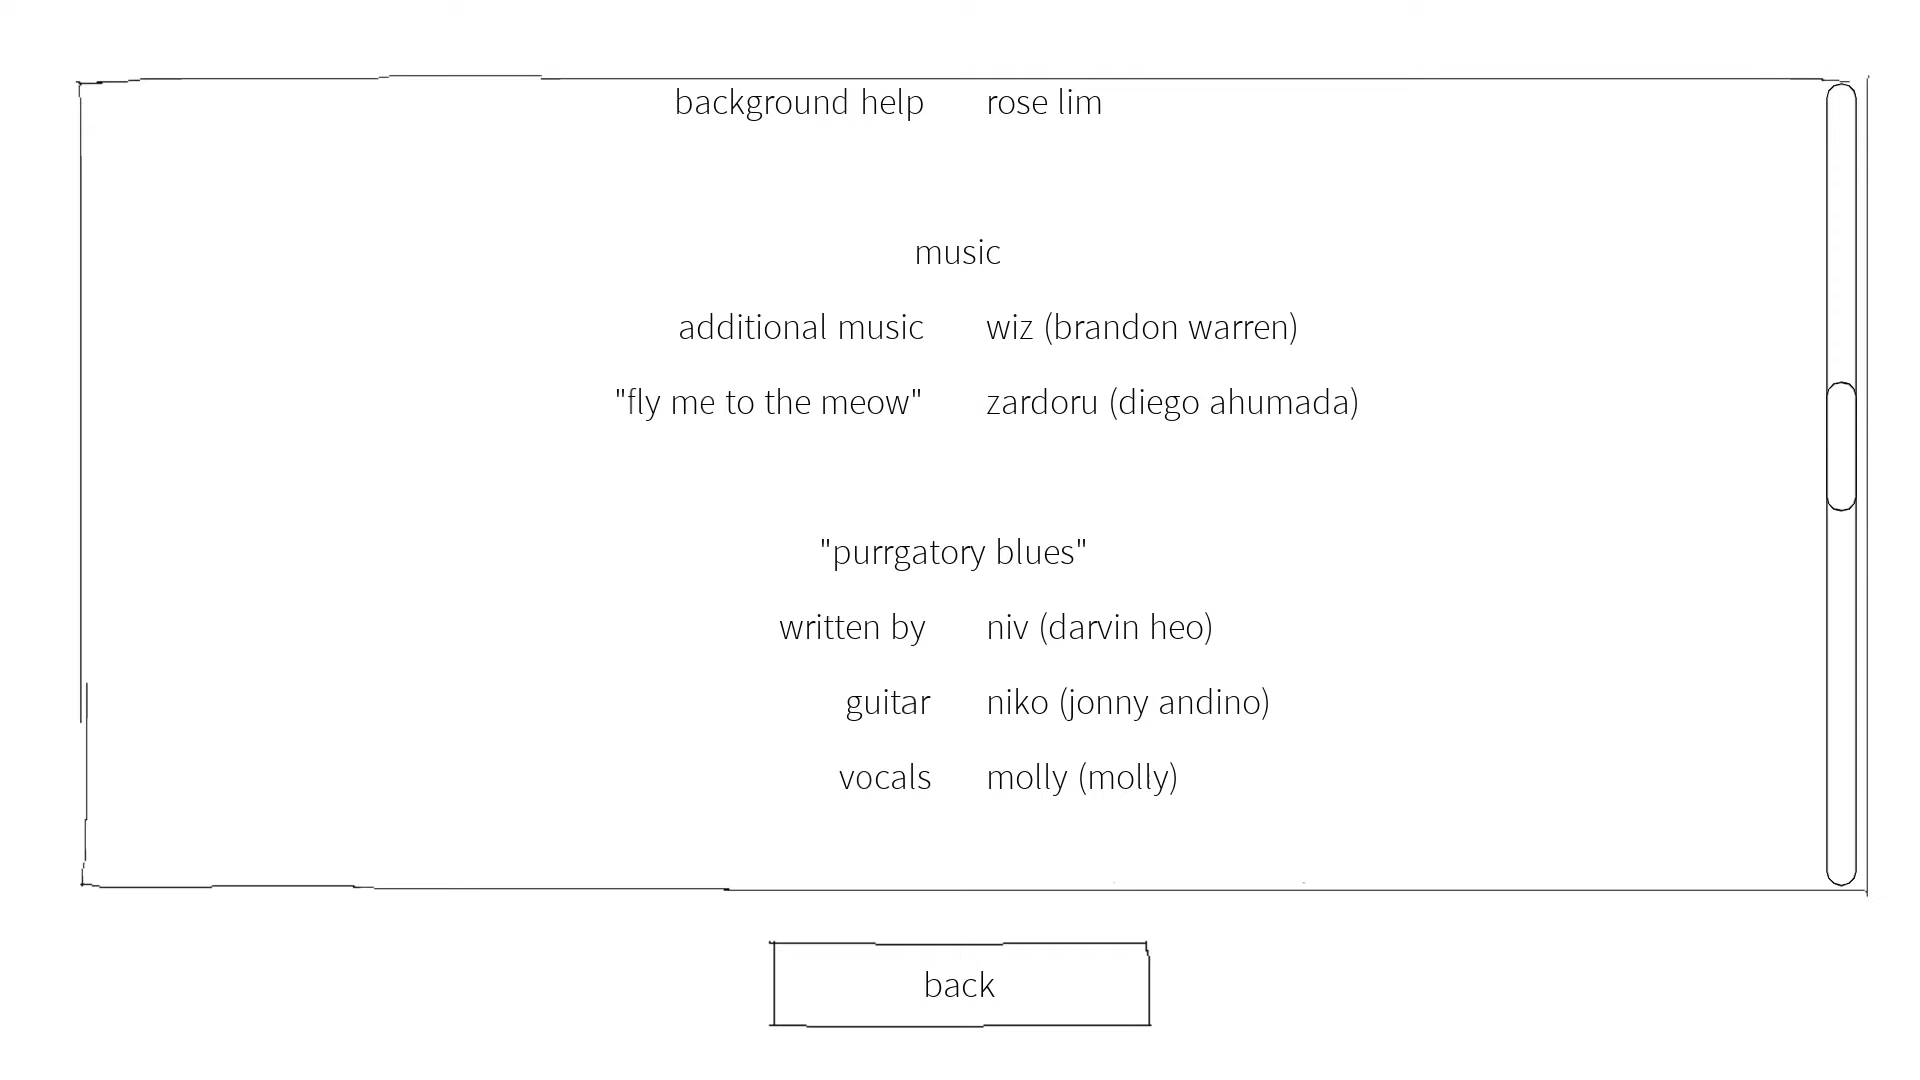 background help rose lim
music
additional music wiz (brandon warren)
"fly me to the meow" zardoru (diego ahumada)
"purrgatory blues"
written by niv (darvin heo)
guitar niko (jonny andino)
vocals molly (molly)
back